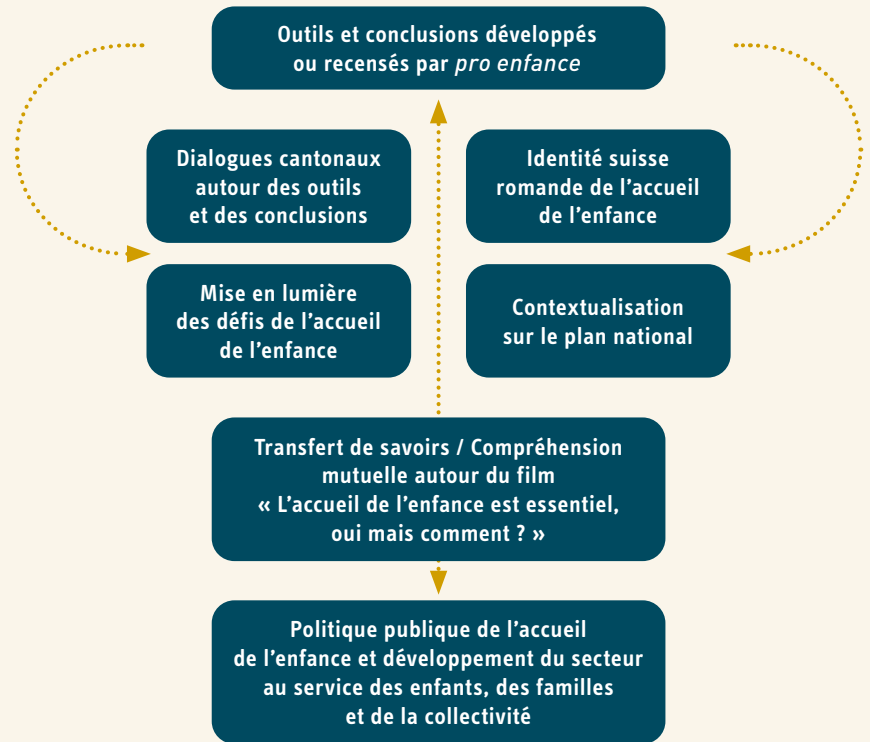 Outils et conclusions développés
ou recensés par pro enfance
Dialogues cantonaux
autour des outils
et des conclusions
Identité suisse
romande de l’accueil
de l’enfance
Mise en lumière
des défis de l’accueil
de l’enfance
Contextualisation
sur le plan national
Transfert de savoirs / Compréhension
mutuelle autour du film
« L’accueil de l’enfance est essentiel,
oui mais comment ? »
Politique publique de l’accueil
de l’enfance et développement du secteur
au service des enfants, des familles
et de la collectivité